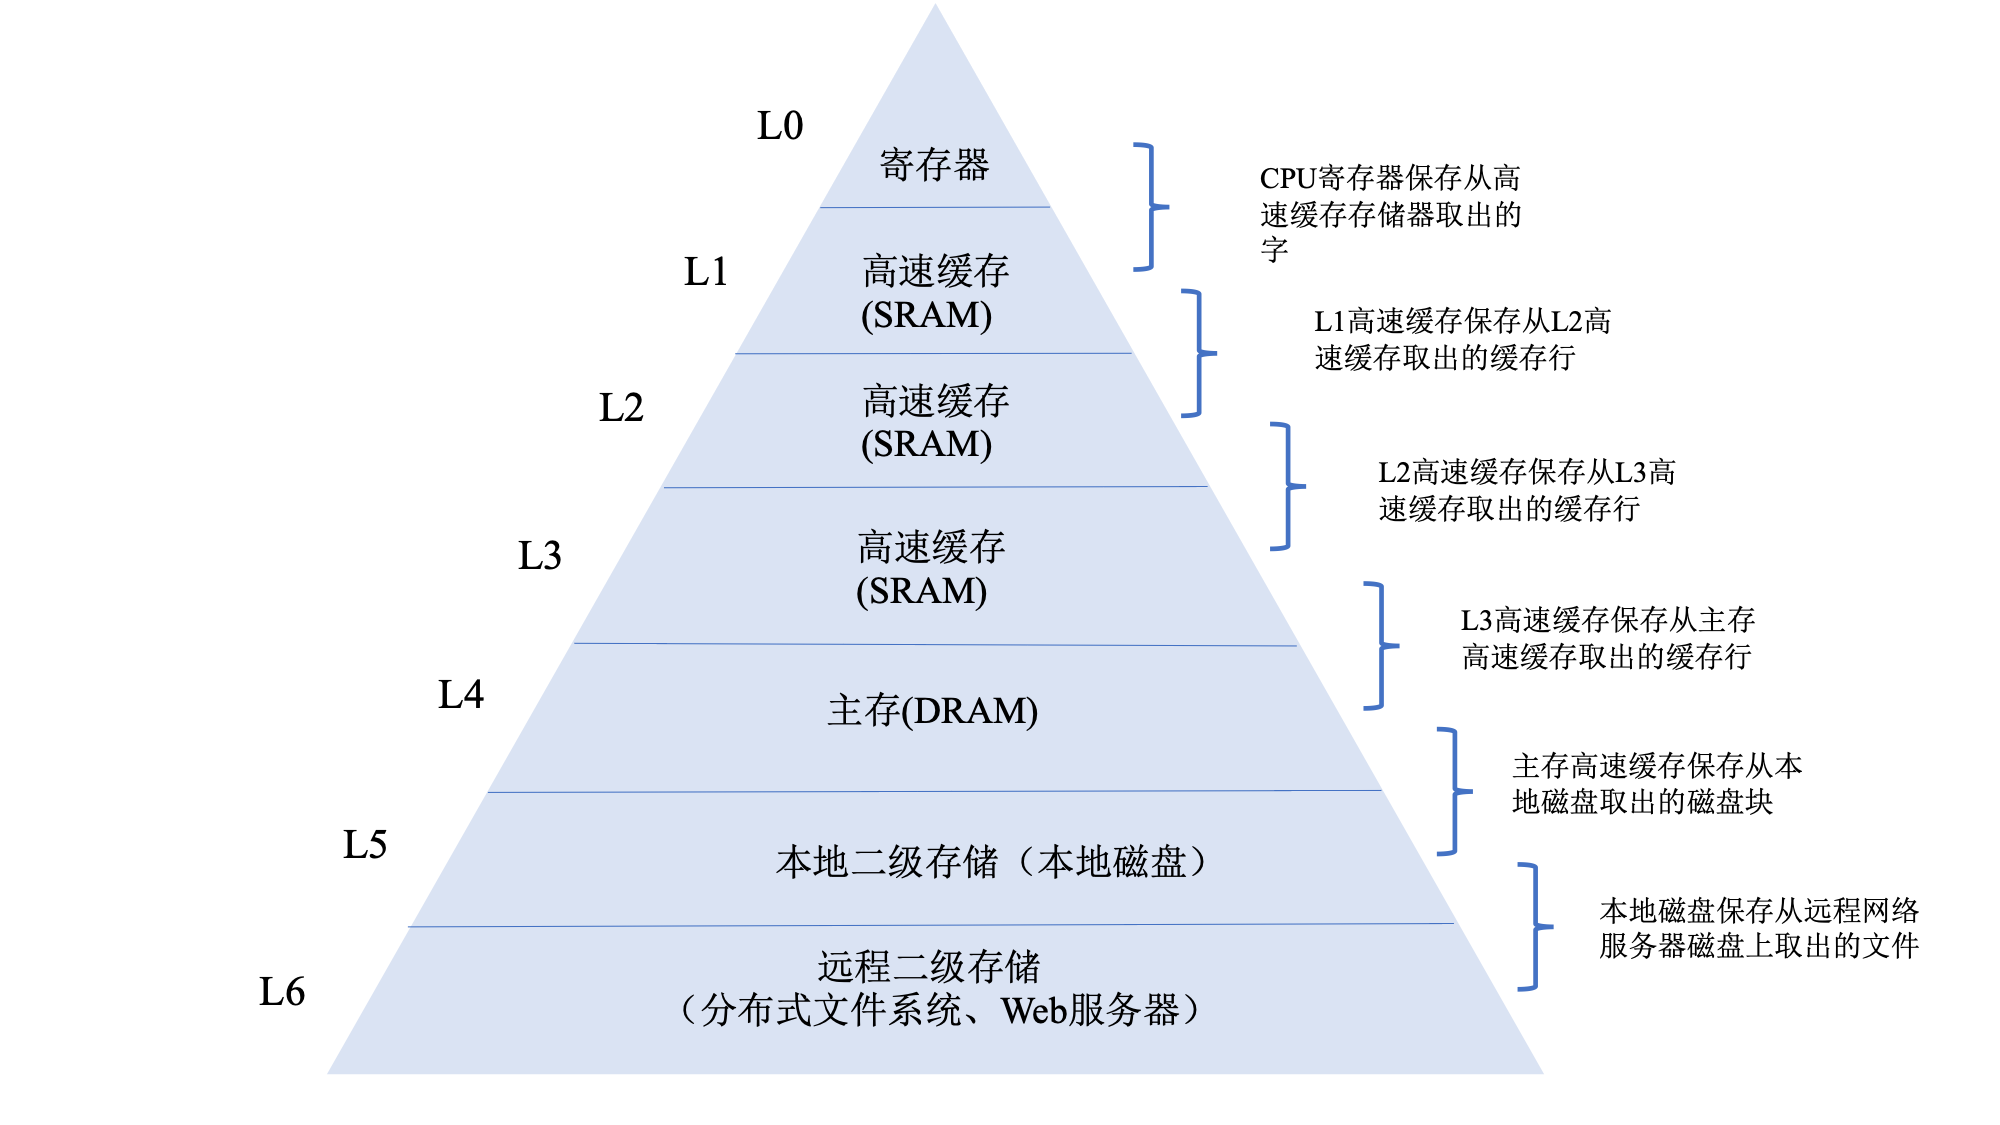 L0
寄存器
CPU寄存器保存从高
速缓存存储器取出的
字
L1
高速缓存
(SRAM)
L1高速缓存保存从L2高
速缓存取出的缓存行
L2
高速缓存
(SRAM)
L2高速缓存保存从L3高
速缓存取出的缓存行
L3
高速缓存
(SRAM)
L3高速缓存保存从主存
高速缓存取出的缓存行
L4
主存(DRAM)
主存高速缓存保存从本
地磁盘取出的磁盘块
L5
本地二级存储（本地磁盘）
本地磁盘保存从远程网络
服务器磁盘上取出的文件
L6
远程二级存储
（分布式文件系统、Web服务器）